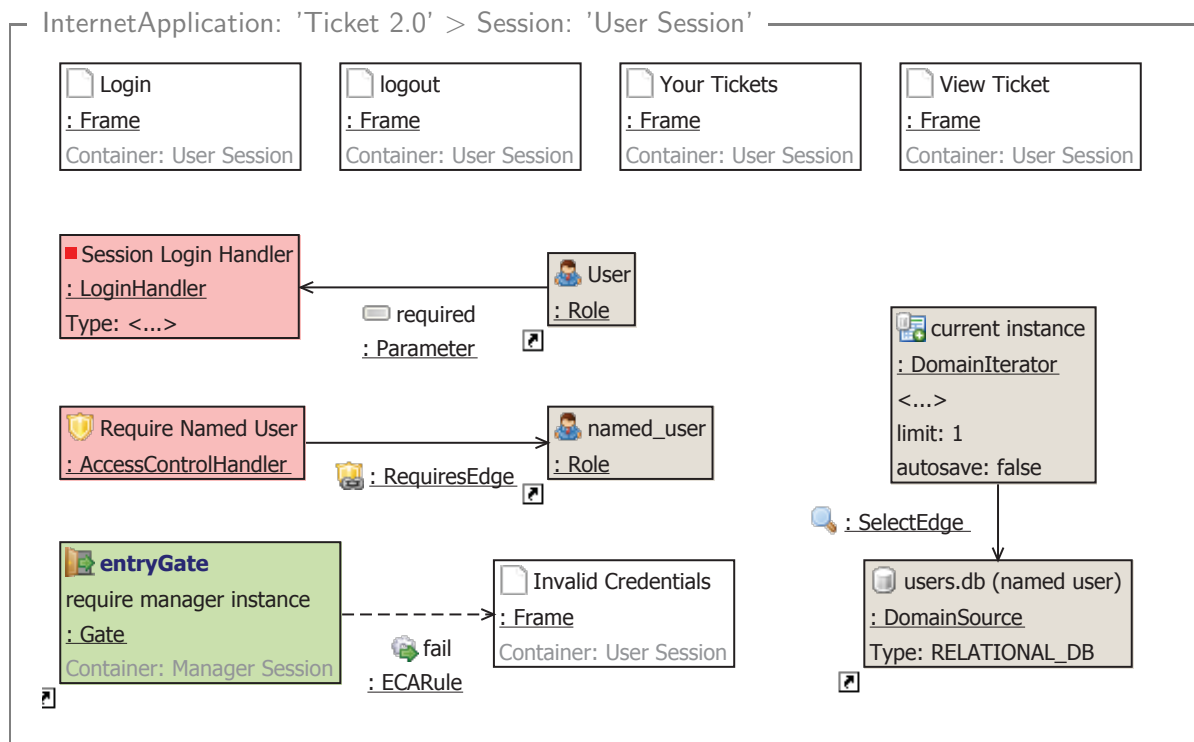 InternetApplication: 'Ticket 2.0' > Session: 'User Session'
Login
: Frame
Container: User Session
logout
: Frame
Container: User Session
Your Tickets
: Frame
Container: User Session
View Ticket
: Frame
Container: User Session
Session Login Handler
: LoginHandler
Type: <...>
required
: Parameter
User
: Role
current instance
: DomainIterator
<...>
limit: 1
autosave: false
Require Named User
: AccessControlHandler
: RequiresEdge
named_user
: Role
: SelectEdge
entryGate
require manager instance
: Gate
Container: Manager Session
fail
: ECARule
Invalid Credentials
: Frame
Container: User Session
users.db (named user)
: DomainSource
Type: RELATIONAL_DB